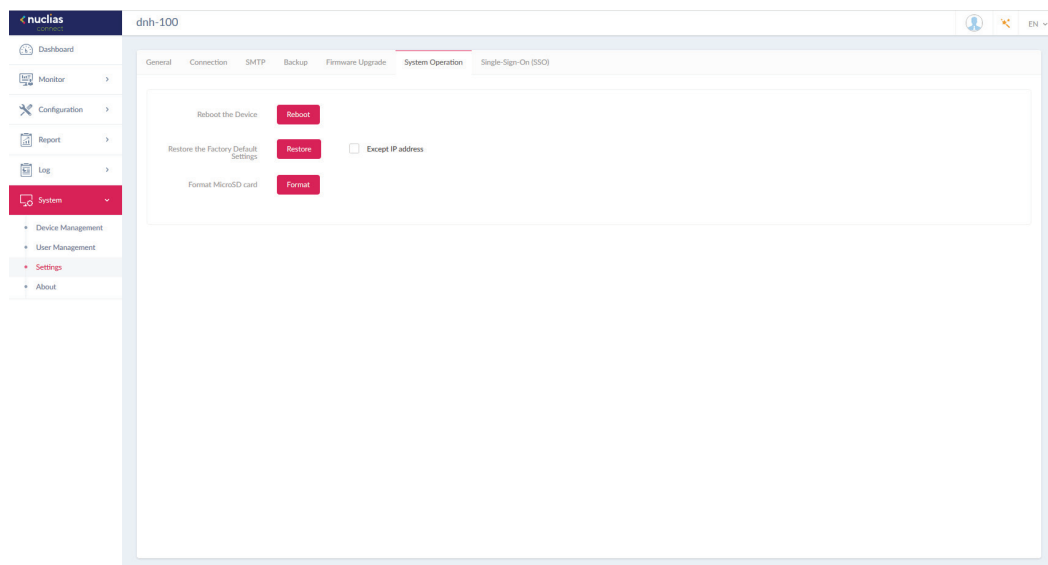 nuclias
connect
dnh-100
EN
Dashboard
Monitor
Configuration
Report
Log
System
Device Management
User Management
Settings
About
General Connection SMTP Backup Firmware Upgrade System Operation Single-Sign-On (SSO)
Reboot the Device Reboot
Restore the Factory Default
Settings
Restore Except IP address
Format MicroSD card Format